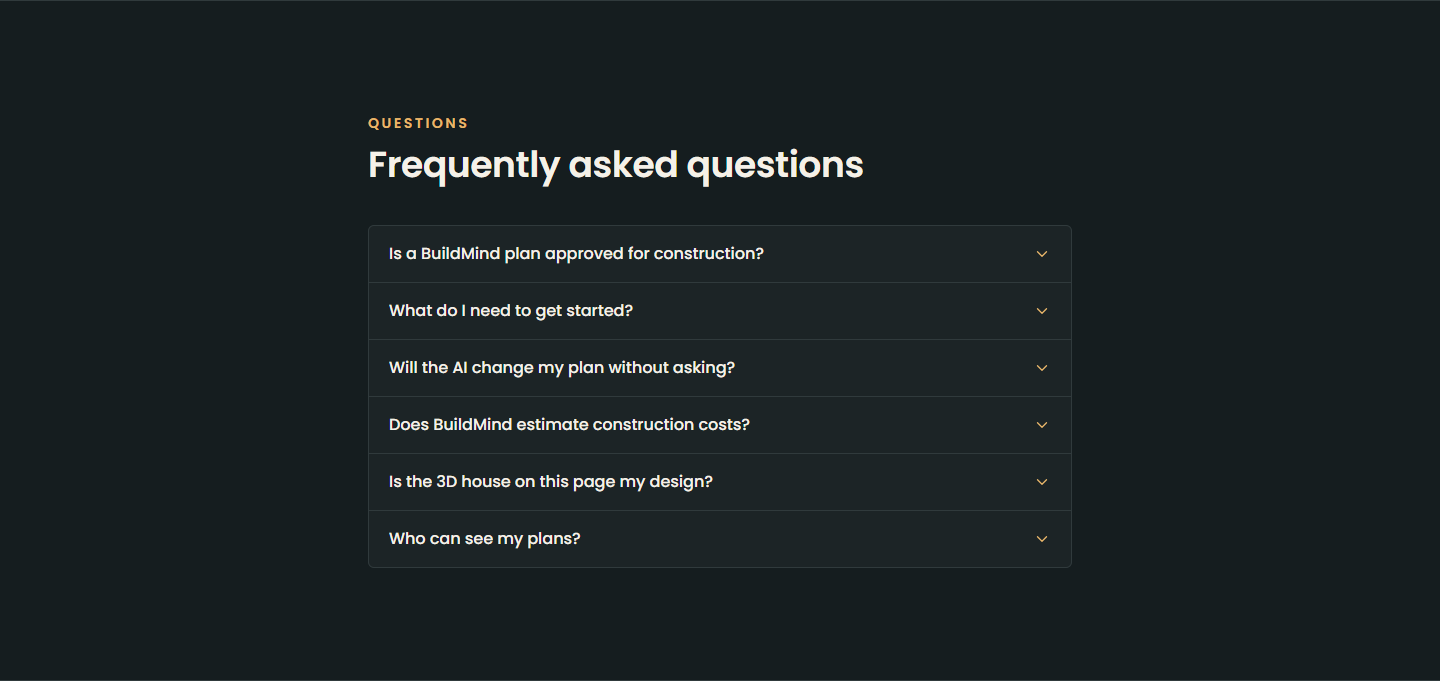 QUESTIONS
Frequently asked questions
Is a BuildMind plan approved for construction?
What do I need to get started?
Will the AI change my plan without asking?
Does BuildMind estimate construction costs?
Is the 3D house on this page my design?
Who can see my plans?